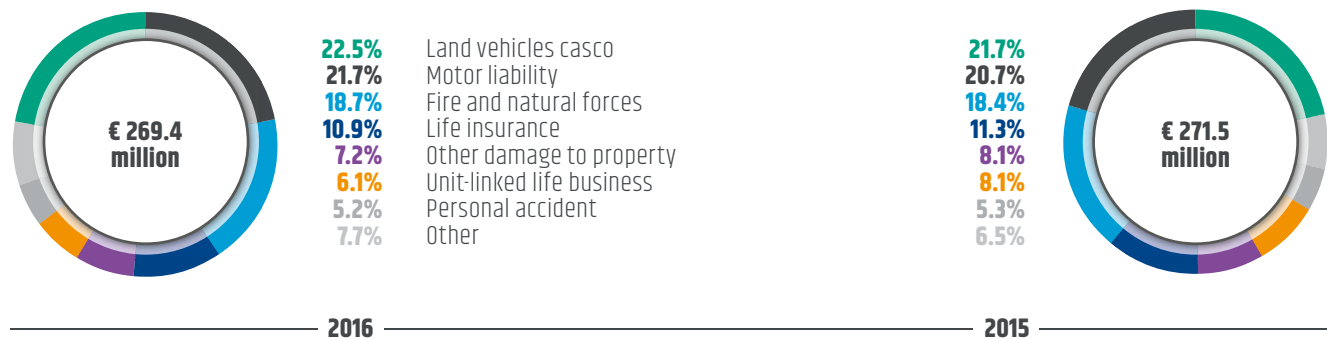 22.5% Land vehicles casco 21.7%
21.7% Motor liability 20.7%
18.7% Fire and natural forces 18.4%
€ 269.4
million
10.9% Life insurance 11.3%
€ 271.5
million
7.2% Other damage to property 8.1%
6.1% Unit-linked life business 8.1%
5.2% Personal accident 5.3%
7.7% Other 6.5%
2016 2015